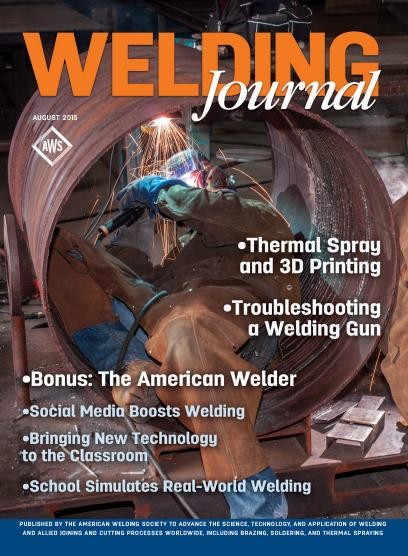 WELDING
Journal
AUGUST 2015
AWS
•Thermal Spray
and 3D Printing
•Troubleshooting
a Welding Gun
•Bonus: The American Welder
•Social Media Boosts Welding
•Bringing New Technology
to the Classroom
•School Simulates Real-World Welding
PUBLISHED BY THE AMERICAN WELDING SOCIETY TO ADVANCE THE SCIENCE, TECHNOLOGY, AND APPLICATION OF WELDING
AND ALLIED JOINING AND CUTTING PROCESSES WORLDWIDE, INCLUDING BRAZING, SOLDERING, AND THERMAL SPRAYING